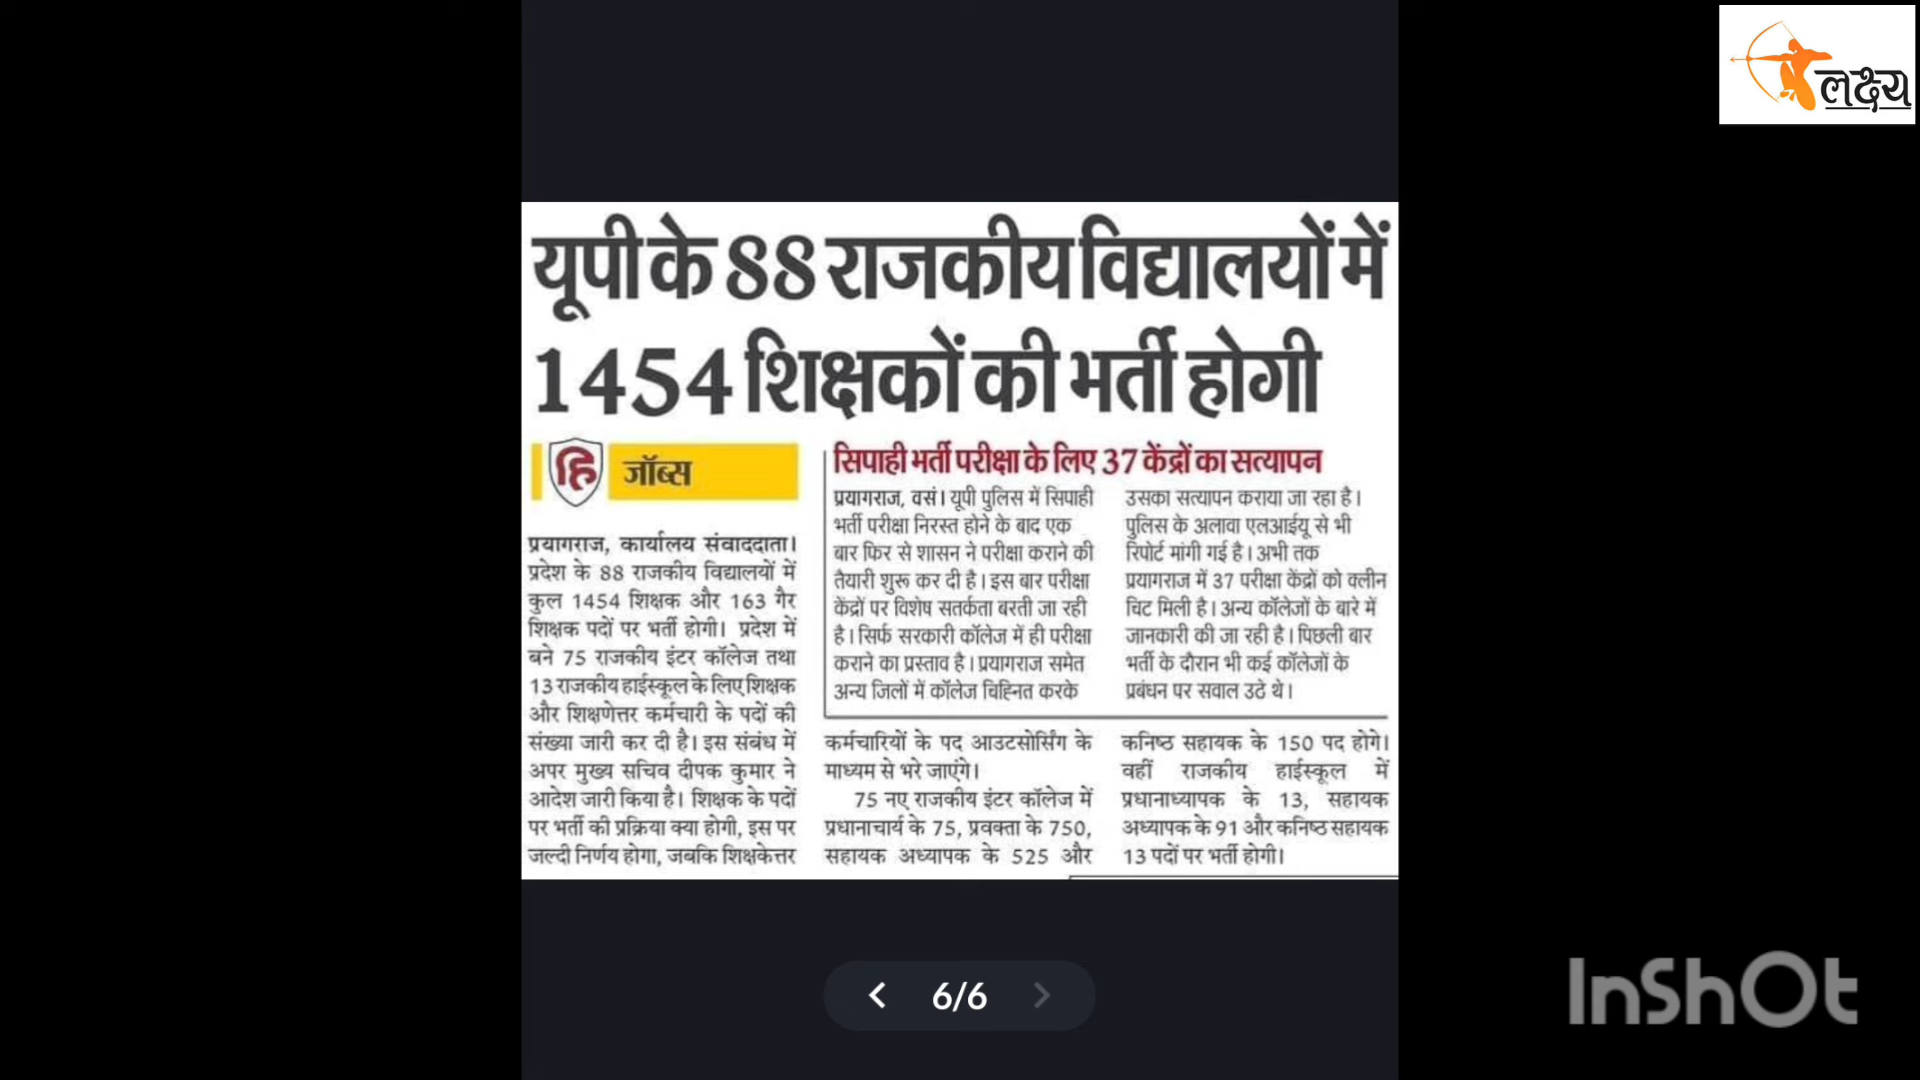 लक्ष्य
यूपी के 88 राजकीय विद्यालयों में
1454 शिक्षकों की भर्ती होगी
हि जॉब्स
प्रयागराज, कार्यालय संवाददाता।
प्रदेश के 88 राजकीय विद्यालयों में
कुल 1454 शिक्षक और 163 गैर
शिक्षक पदों पर भर्ती होगी। प्रदेश में
बने 75 राजकीय इंटर कॉलेज तथा
13 राजकीय हाईस्कूल के लिए शिक्षक
और शिक्षणेत्तर कर्मचारी के पदों की
संख्या जारी कर दी है। इस संबंध में
अपर मुख्य सचिव दीपक कुमार ने
आदेश जारी किया है। शिक्षक के पदों
पर भर्ती की प्रक्रिया क्या होगी, इस पर
जल्दी निर्णय होगा, जबकि शिक्षकेत्तर
सिपाही भर्ती परीक्षा के लिए 37 केंद्रों का सत्यापन
प्रयागराज, वसं। यूपी पुलिस में सिपाही
भर्ती परीक्षा निरस्त होने के बाद एक
बार फिर से शासन ने परीक्षा कराने की
तैयारी शुरू कर दी है। इस बार परीक्षा
केंद्रों पर विशेष सतर्कता बरती जा रही
है। सिर्फ सरकारी कॉलेज में ही परीक्षा
कराने का प्रस्ताव है। प्रयागराज समेत
अन्य जिलों में कॉलेज चिह्नित करके
उसका सत्यापन कराया जा रहा है।
पुलिस के अलावा एलआईयू से भी
रिपोर्ट मांगी गई है। अभी तक
प्रयागराज में 37 परीक्षा केंद्रों को क्लीन
चिट मिली है। अन्य कॉलेजों के बारे में
जानकारी की जा रही है। पिछली बार
भर्ती के दौरान भी कई कॉलेजों के
प्रबंधन पर सवाल उठे थे।
कर्मचारियों के पद आउटसोर्सिंग के
माध्यम से भरे जाएंगे।
75 नए राजकीय इंटर कॉलेज में
प्रधानाचार्य के 75, प्रवक्ता के 750,
सहायक अध्यापक के 525 और
कनिष्ठ सहायक के 150 पद होगे।
वहीं राजकीय हाईस्कूल में
प्रधानाध्यापक के 13, सहायक
अध्यापक के 91 और कनिष्ठ सहायक
13 पदों पर भर्ती होगी।
6/6
InShOt